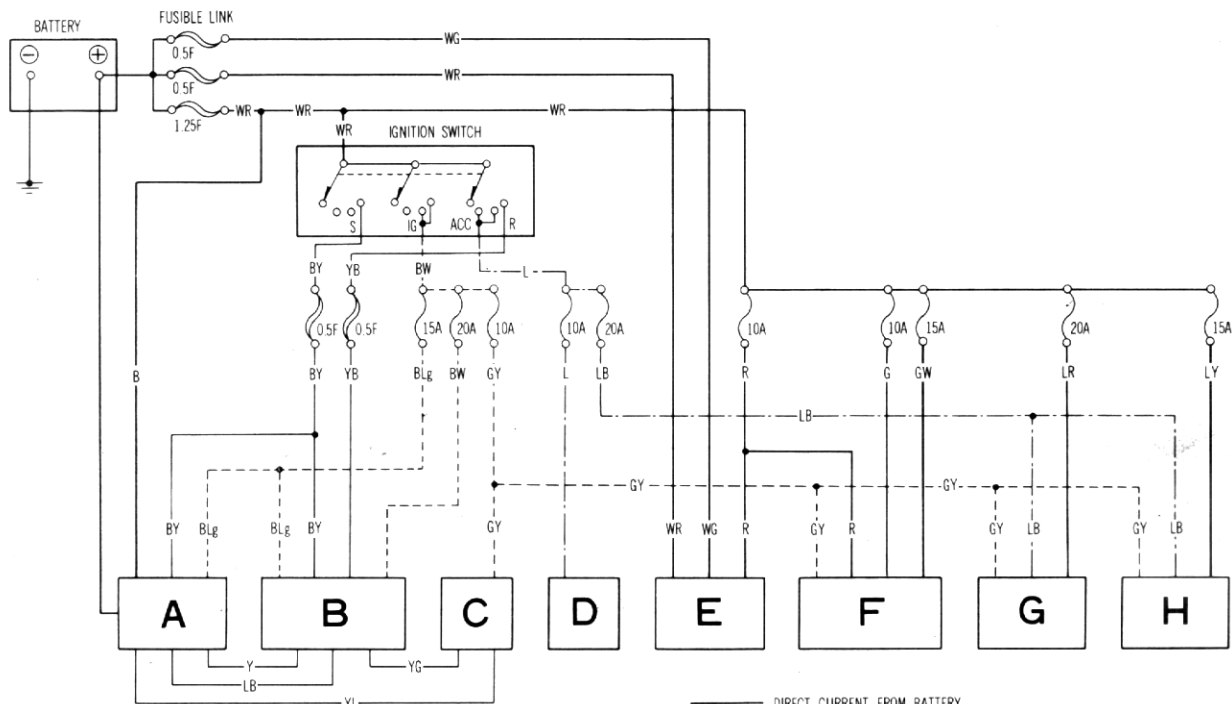 FUSIBLE LINK
BATTERY
0.5F
WG
− +
0.5F
WR
1.25F
WR WR WR
WR
IGNITION SWITCH
S IG ACC R
BY YB BW L
0.5F 0.5F 15A 20A 10A 10A 20A 10A 10A 15A 20A 15A
B BY YB BLg BW GY L LB R G GW LR LY
LB
GY GY
BY BLg BLg BY GY WR WG R GY R GY LB GY LB
A B C D E F G H
Y YG
LB
YL
DIRECT CURRENT FROM BATTERY